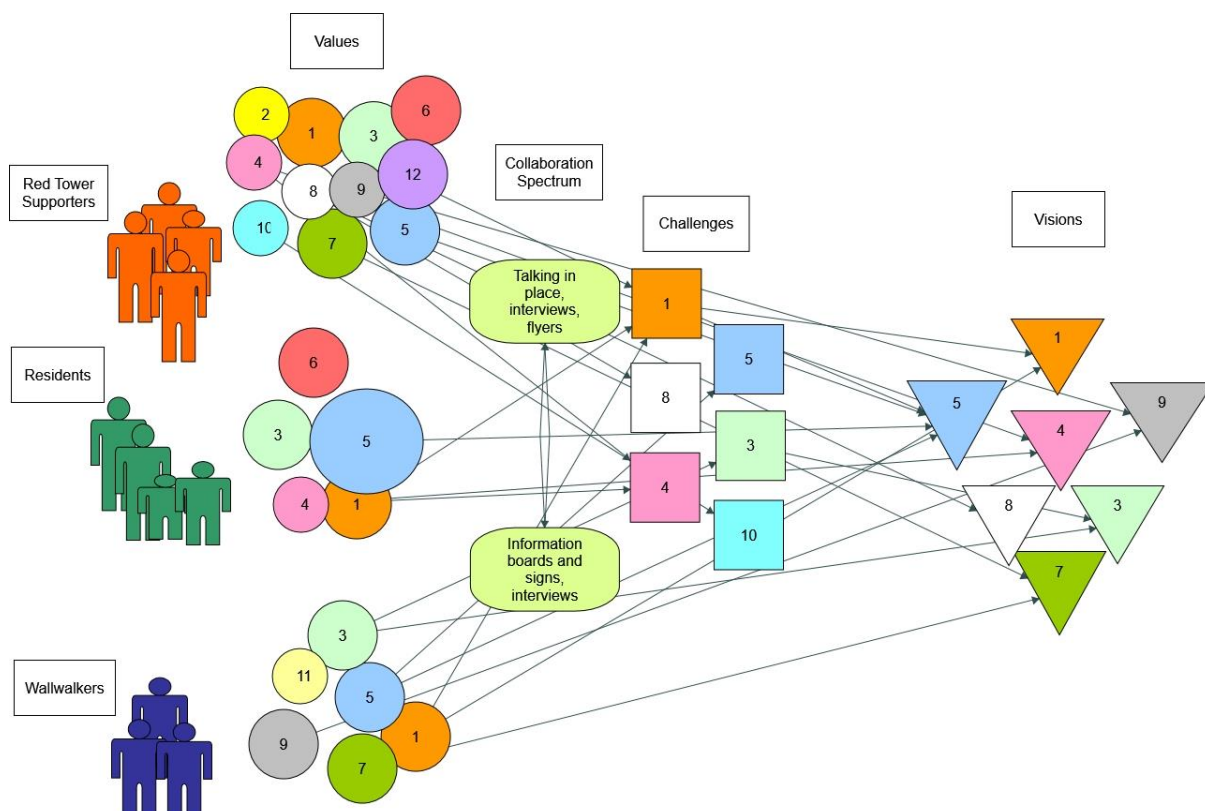 Values
2
1
3
6
4
8
9
12
10
7
5
Red Tower
Supporters
Collaboration
Spectrum
Challenges
Visions
Talking in
place,
interviews,
flyers
1
5
8
3
4
10
1
5
9
4
8
3
7
Residents
6
3
5
4
1
Information
boards and
signs,
interviews
Wallwalkers
3
11
5
9
1
7